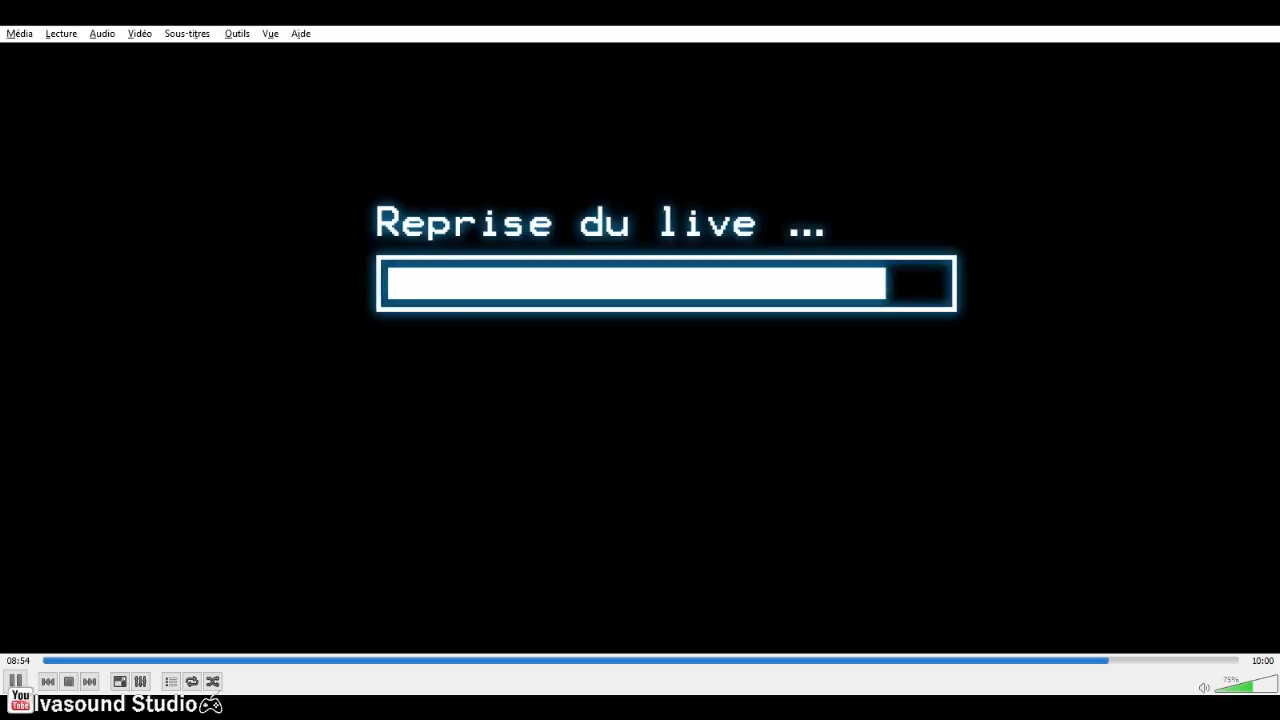 Média Lecture Audio Vidéo Sous-titres Outils Vue Aide
Reprise du live ...
08:54 10:00
75%
You
Tube
lvasound Studio